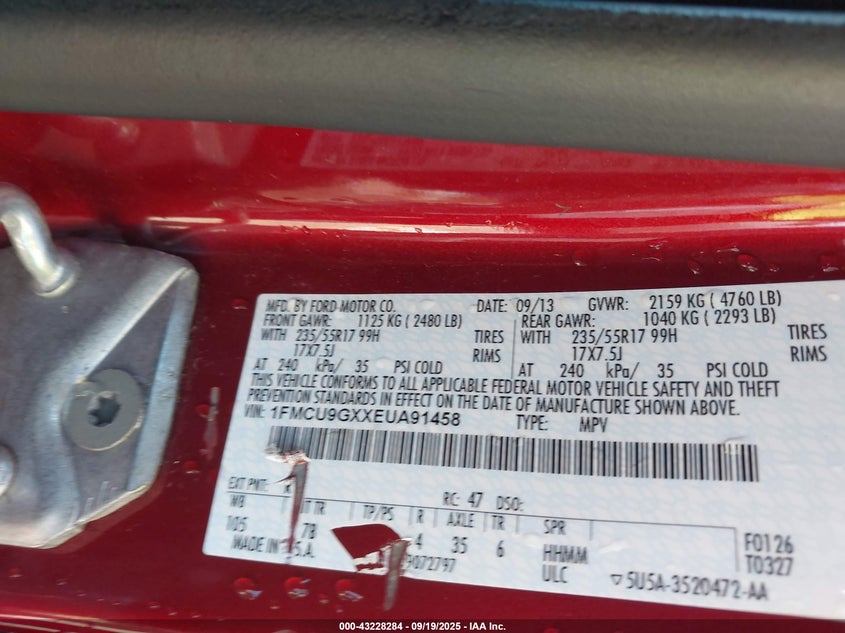 MFD. BY FORD MOTOR CO. DATE: 09/13 GVWR: 2159 KG ( 4760 LB)
FRONT GAWR: 1125 KG ( 2480 LB) REAR GAWR: 1040 KG ( 2293 LB)
WITH 235/55R17 99H TIRES WITH 235/55R17 99H TIRES
17X7.5J RIMS 17X7.5J RIMS
AT 240 kPa/ 35 PSI COLD AT 240 kPa/ 35 PSI COLD
THIS VEHICLE CONFORMS TO ALL APPLICABLE FEDERAL MOTOR VEHICLE SAFETY AND THEFT
PREVENTION STANDARDS IN EFFECT ON THE DATE OF MANUFACTURE SHOWN ABOVE.
VIN: 1FMCU9GXXEUA91458 TYPE: MPV
EXT PNT: RC: 47 DSO:
WB TR TP/PS R AXLE TR SPR F0126
105 78 4 35 6 HHMM T0327
MADE IN U.S.A. 9072797 ULC ▽5U5A-3520472-AA
000-43228284 - 09/19/2025 - IAA Inc.